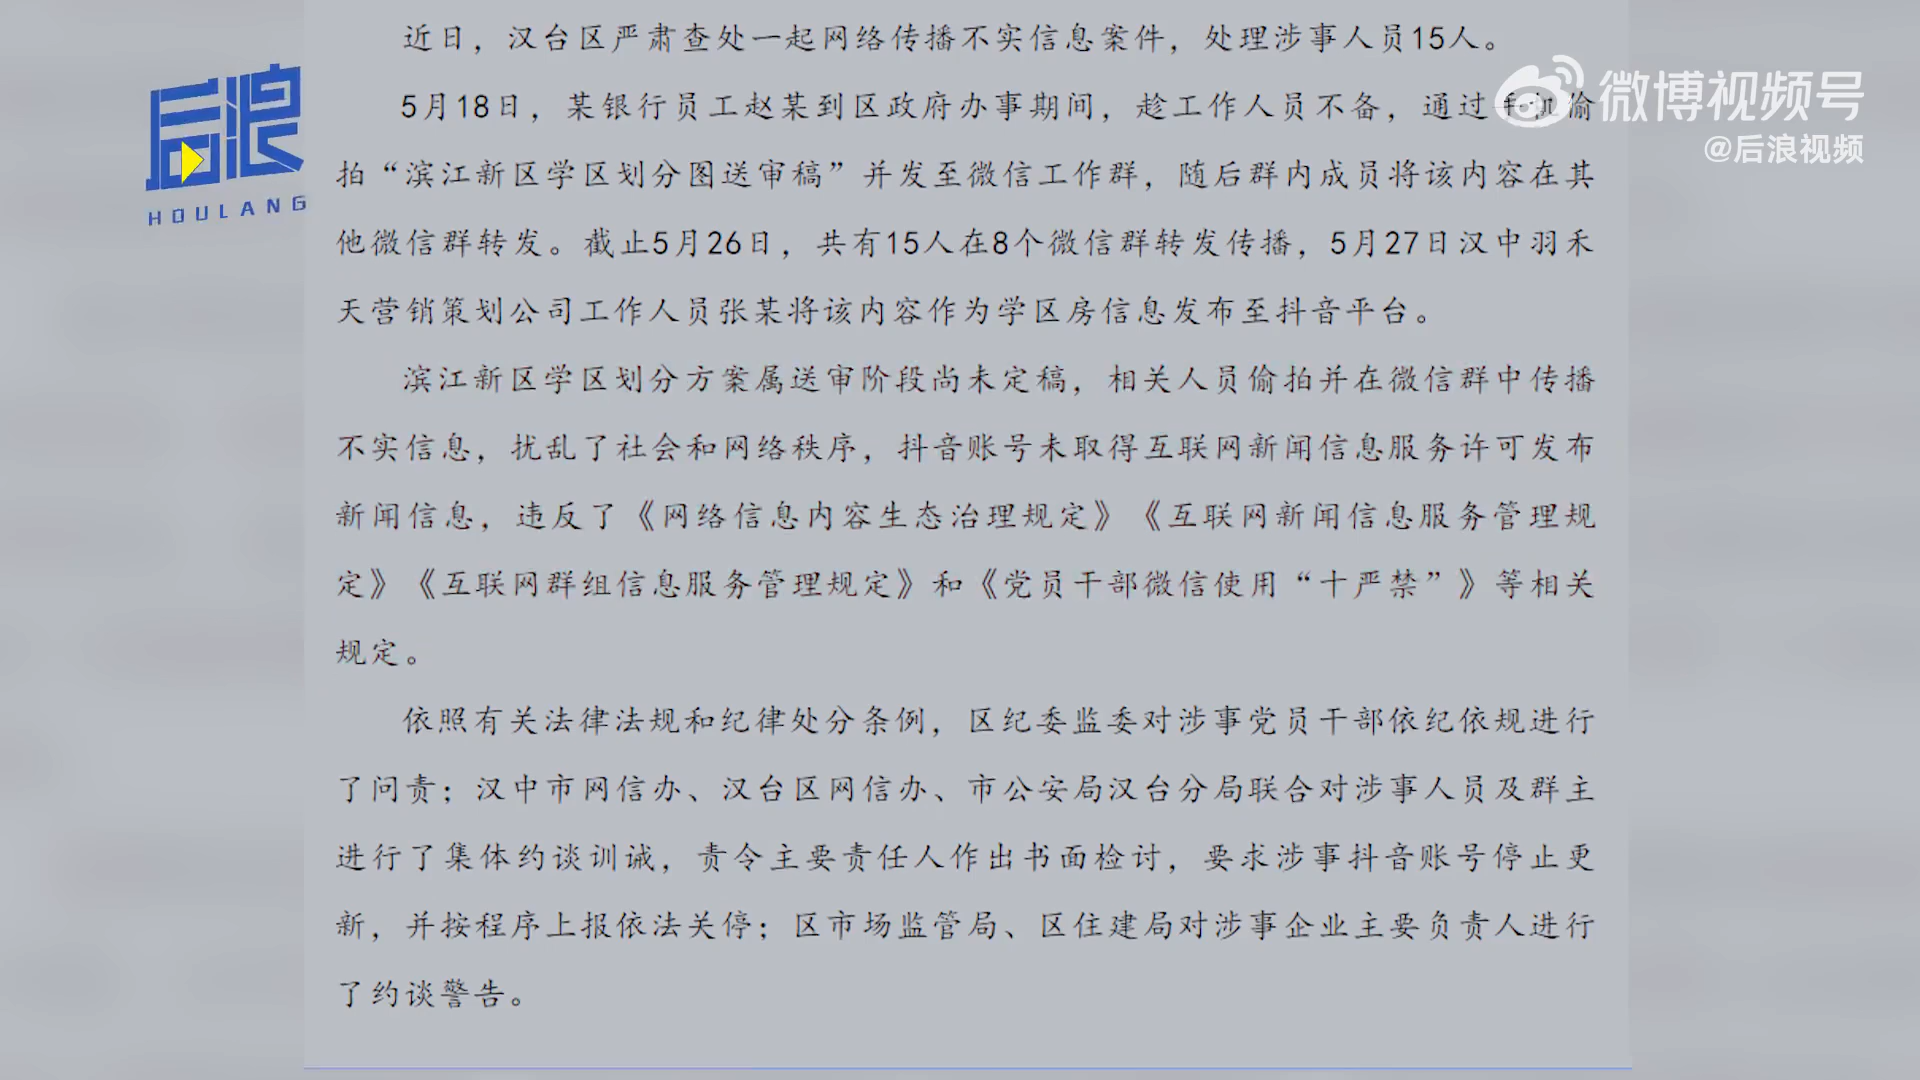 近日，汉台区严肃查处一起网络传播不实信息案件，处理涉事人员15人。
5月18日，某银行员工赵某到区政府办事期间，趁工作人员不备，通过手机偷
拍“滨江新区学区划分图送审稿”并发至微信工作群，随后群内成员将该内容在其
他微信群转发。截止5月26日，共有15人在8个微信群转发传播，5月27日汉中羽禾
天营销策划公司工作人员张某将该内容作为学区房信息发布至抖音平台。
滨江新区学区划分方案属送审阶段尚未定稿，相关人员偷拍并在微信群中传播
不实信息，扰乱了社会和网络秩序，抖音账号未取得互联网新闻信息服务许可发布
新闻信息，违反了《网络信息内容生态治理规定》《互联网新闻信息服务管理规
定》《互联网群组信息服务管理规定》和《党员干部微信使用“十严禁”》等相关
规定。
依照有关法律法规和纪律处分条例，区纪委监委对涉事党员干部依纪依规进行
了问责；汉中市网信办、汉台区网信办、市公安局汉台分局联合对涉事人员及群主
进行了集体约谈训诫，责令主要责任人作出书面检讨，要求涉事抖音账号停止更
新，并按程序上报依法关停；区市场监管局、区住建局对涉事企业主要负责人进行
了约谈警告。
后浪
HOULANG
微博视频号
@后浪视频